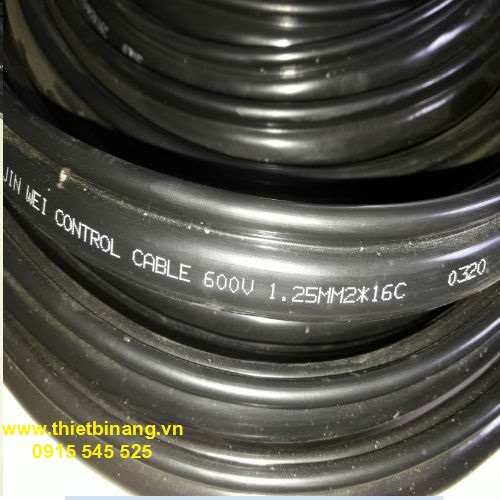 JIN WEI CONTROL CABLE 600V 1.25MM2*16C 0320
www.thietbinang.vn
0915 545 525